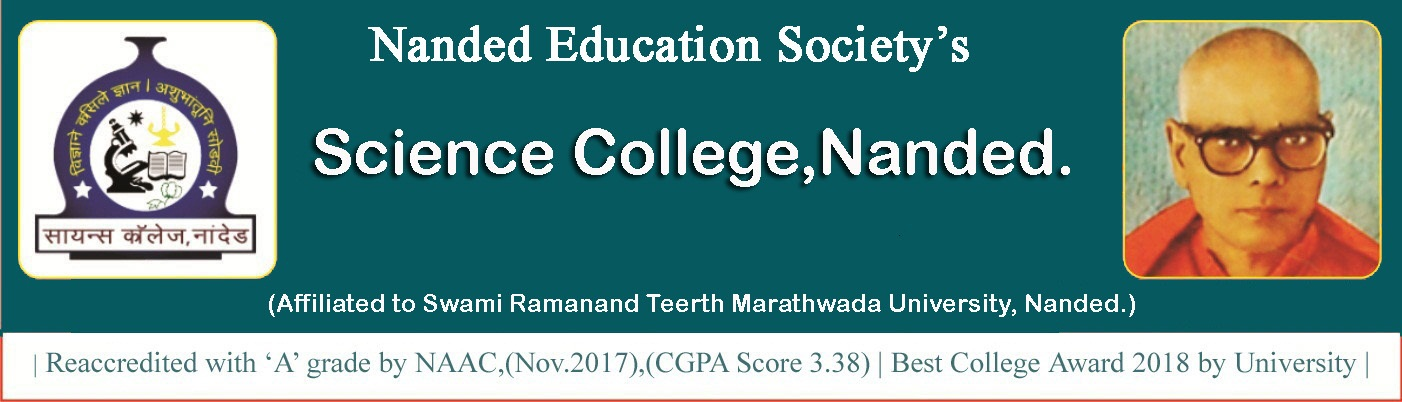 Nanded Education Society’s
विज्ञाने कसिले ज्ञान । अशुभातूनि सोडवी
Science College,Nanded.
सायन्स कॉलेज,नांदेड
(Affiliated to Swami Ramanand Teerth Marathwada University, Nanded.)
| Reaccredited with ‘A’ grade by NAAC,(Nov.2017),(CGPA Score 3.38) | Best College Award 2018 by University |